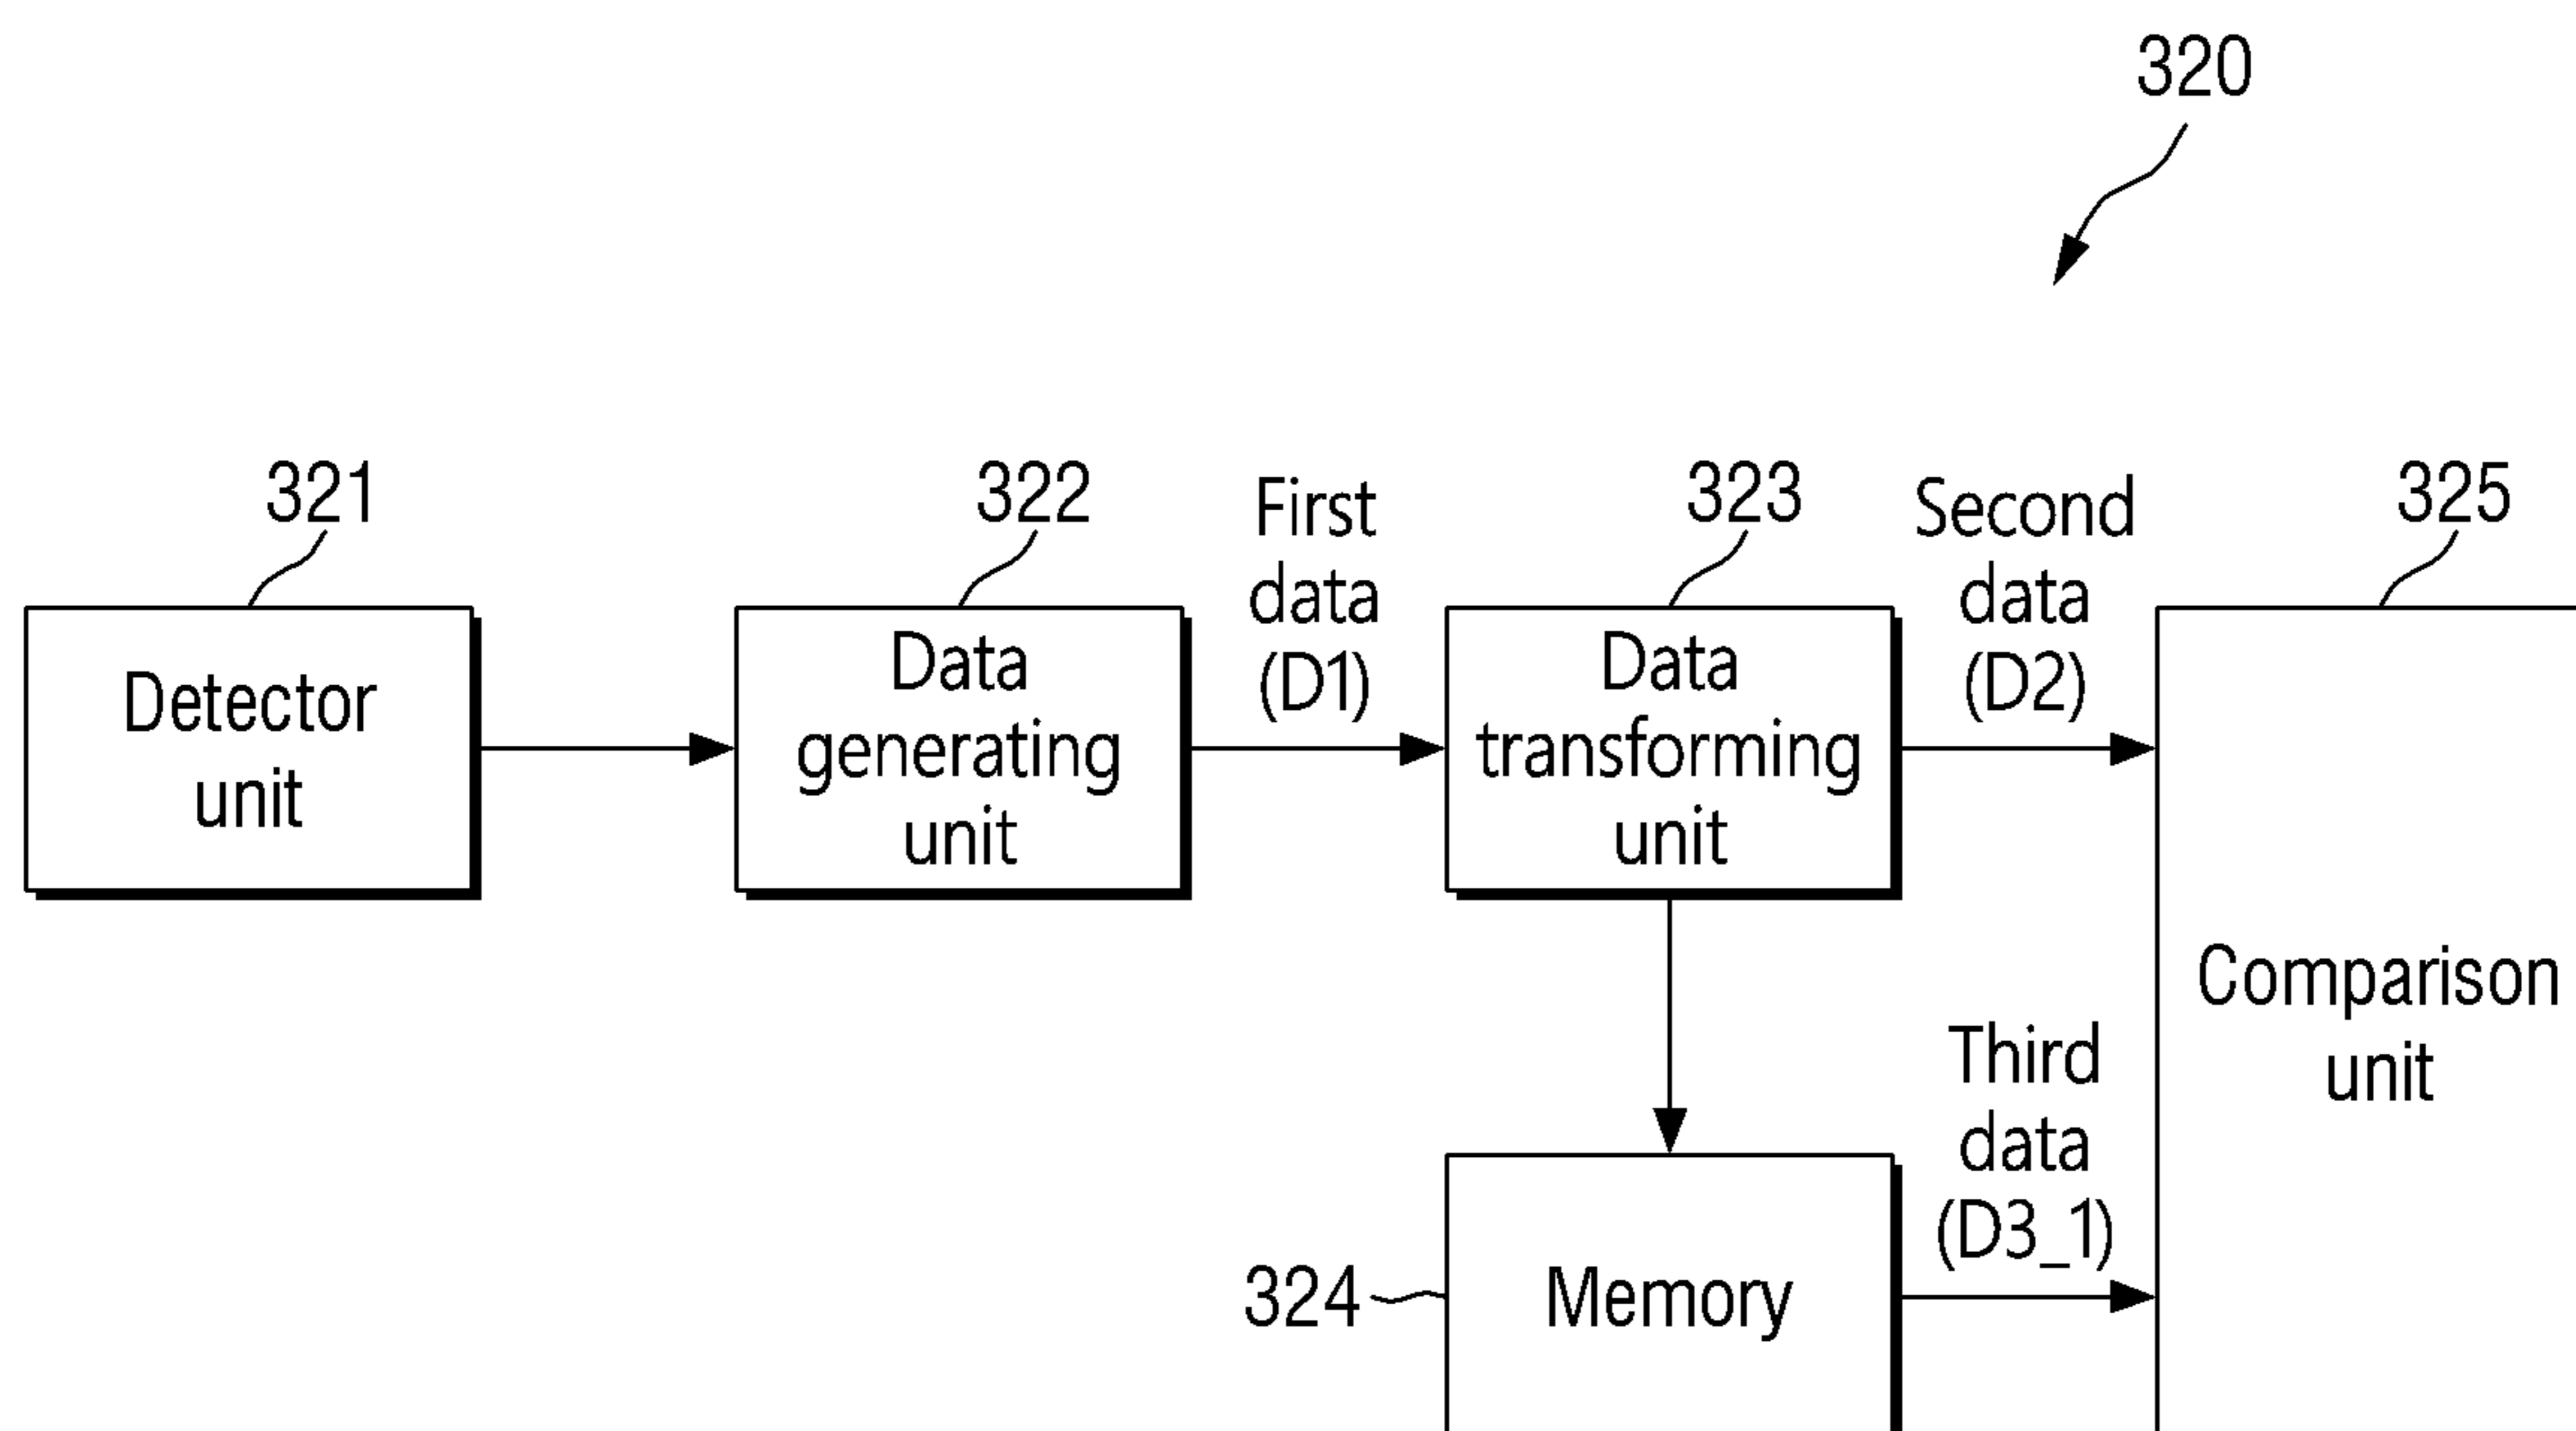 320
321
322
First
data
(D1)
323
Second
data
(D2)
325
Detector
unit
Data
generating
unit
Data
transforming
unit
Comparison
unit
Third
data
(D3_1)
324
Memory